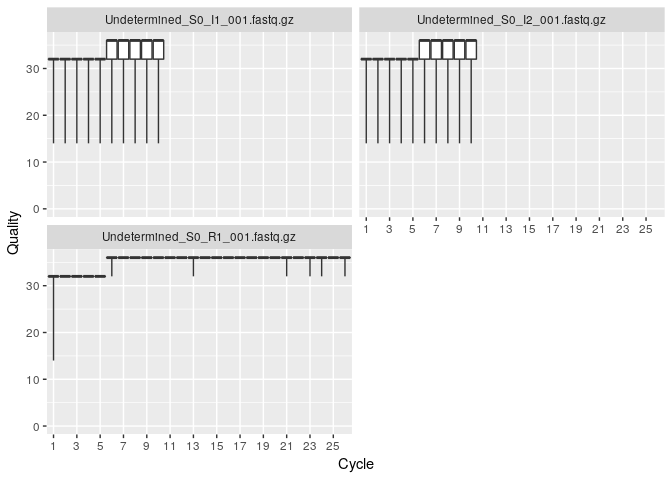 Undetermined_S0_I1_001.fastq.gz
Undetermined_S0_I2_001.fastq.gz
30
20
10
0
1 3 5 7 9 11 13 15 17 19 21 23 25
Undetermined_S0_R1_001.fastq.gz
Quality
30
20
10
0
1 3 5 7 9 11 13 15 17 19 21 23 25
Cycle